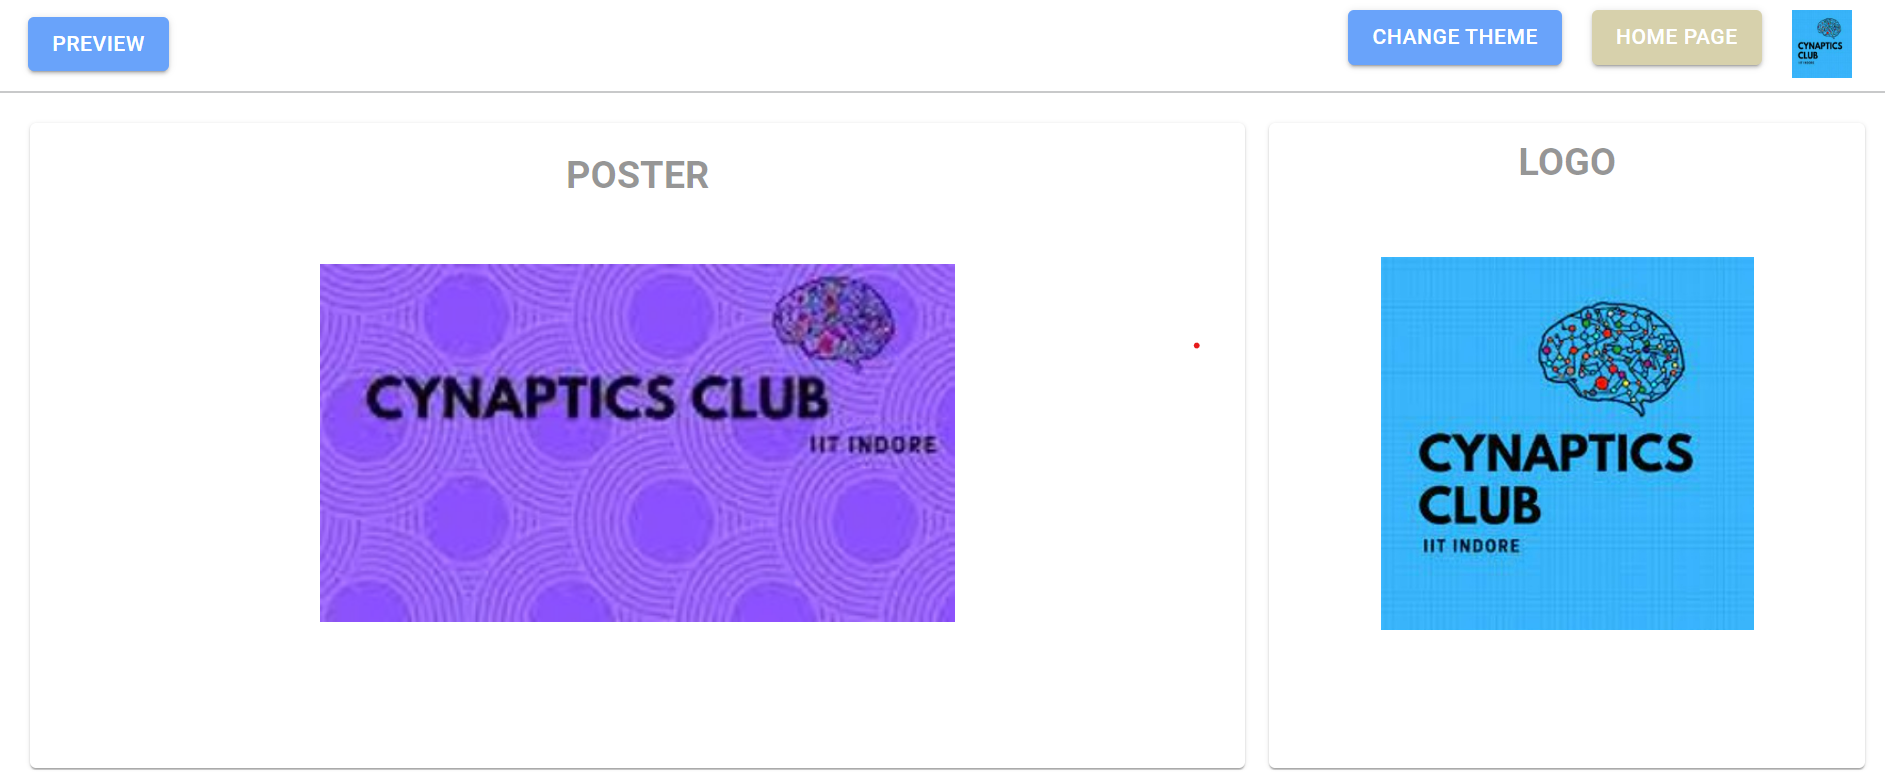 PREVIEW
CHANGE THEME
HOME PAGE
CYNAPTICS
CLUB
POSTER
CYNAPTICS CLUB
IIT INDORE
LOGO
CYNAPTICS
CLUB
IIT INDORE